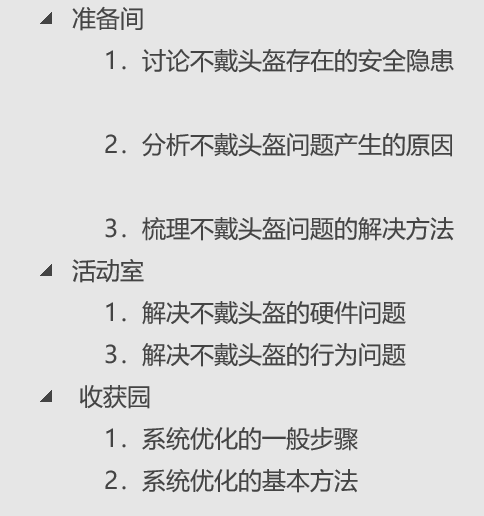 准备间
1. 讨论不戴头盔存在的安全隐患
2. 分析不戴头盔问题产生的原因
3. 梳理不戴头盔问题的解决方法
活动室
1. 解决不戴头盔的硬件问题
3. 解决不戴头盔的行为问题
收获园
1. 系统优化的一般步骤
2. 系统优化的基本方法